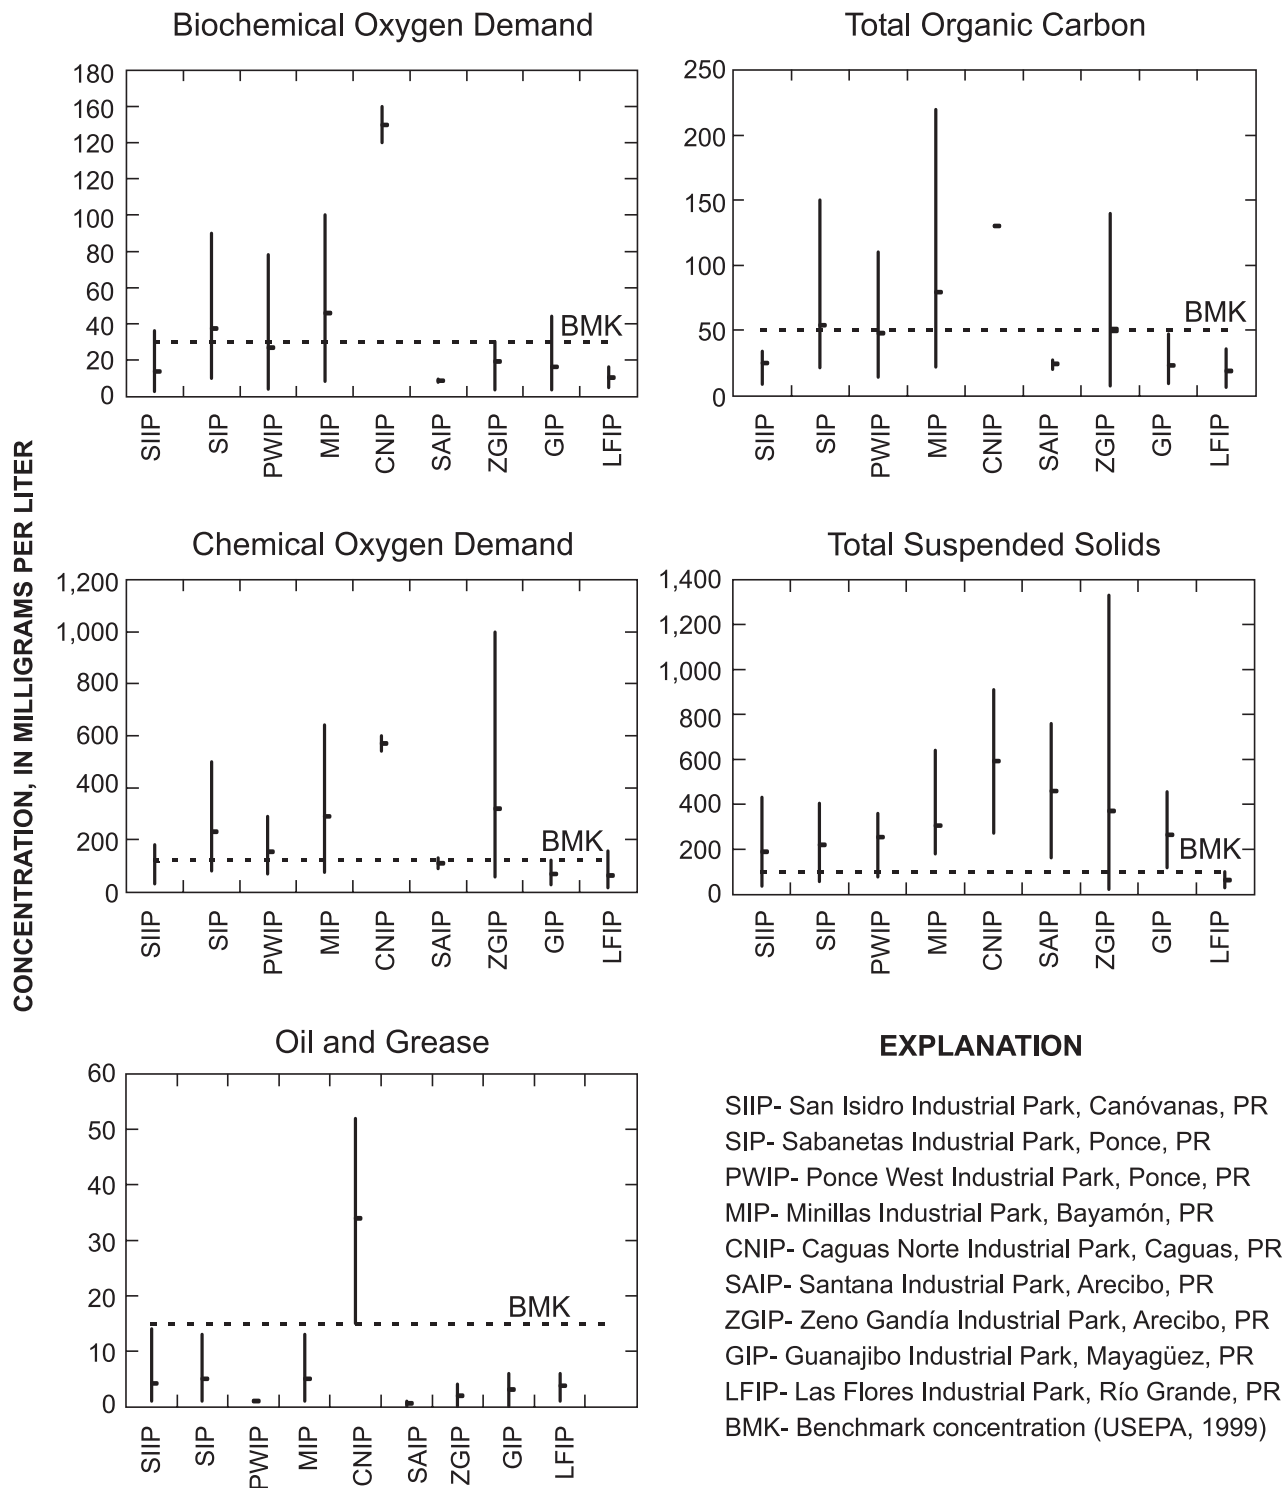 Biochemical Oxygen Demand
180
160
120
120
100
80
60
40
20
0
BMK
SIIP
SIP
PWIP
MIP
CNIP
SAIP
ZGIP
GIP
LFIP
Total Organic Carbon
250
200
150
100
50
0
BMK
SIIP
SIP
PWIP
MIP
CNIP
SAIP
ZGIP
GIP
LFIP
CONCENTRATION, IN MILLIGRAMS PER LITER
Chemical Oxygen Demand
1,200
1,000
800
600
400
200
0
BMK
SIIP
SIP
PWIP
MIP
CNIP
SAIP
ZGIP
GIP
LFIP
Total Suspended Solids
1,400
1,200
1,000
800
600
400
200
0
BMK
SIIP
SIP
PWIP
MIP
CNIP
SAIP
ZGIP
GIP
LFIP
Oil and Grease
60
50
40
30
20
10
0
BMK
SIIP
SIP
PWIP
MIP
CNIP
SAIP
ZGIP
GIP
LFIP
EXPLANATION
SIIP- San Isidro Industrial Park, Canóvanas, PR
SIP- Sabanetas Industrial Park, Ponce, PR
PWIP- Ponce West Industrial Park, Ponce, PR
MIP- Minillas Industrial Park, Bayamón, PR
CNIP- Caguas Norte Industrial Park, Caguas, PR
SAIP- Santana Industrial Park, Arecibo, PR
ZGIP- Zeno Gandía Industrial Park, Arecibo, PR
GIP- Guanajibo Industrial Park, Mayagüez, PR
LFIP- Las Flores Industrial Park, Río Grande, PR
BMK- Benchmark concentration (USEPA, 1999)